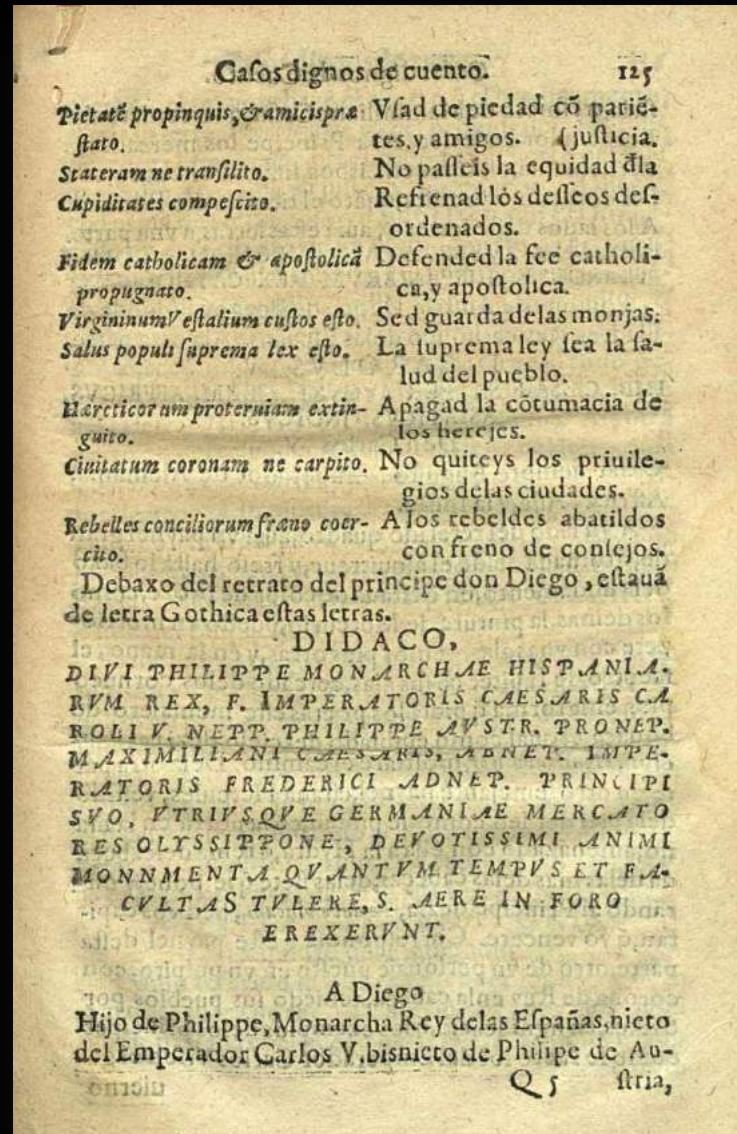 Casos dignos de cuento. 125
Pietatē propinquis, & amicis præ Vsad de piedad cō pariē-
stato. tes, y amigos. (justicia.
Stateram ne transilito. No passeis la equidad đla
Cupiditates compescito. Refrenad los desseos des-
ordenados.
Fidem catholicam & apostolicā Defended la fee catholi-
propugnato. ca, y apostolica.
Virgininum Vestalium custos esto. Sed guarda delas monjas.
Salus populi suprema lex esto. La suprema ley sea la sa-
lud del pueblo.
Hæreticorum proteruiam extin- Apagad la cōtumacia de
guito. los herejes.
Ciuitatum coronam ne carpito. No quiteys los priuile-
gios delas ciudades.
Rebelles conciliorum fræno coer- A los rebeldes abatildos
cito. con freno de consejos.
Debaxo del retrato del principe don Diego, estauā
de letra Gothica estas letras.
DIDACO,
DIVI PHILIPPE MONARCHAE HISPANIA-
RVM REX, F. IMPERATORIS CAESARIS CA
ROLI V. NEPP. PHILIPPE AVSTR. PRONEP.
MAXIMILIANI CAESARIS, ABNEP. IMPE-
RATORIS FREDERICI ADNEP. PRINCIPI
SVO, VTRIVSQVE GERMANIAE MERCATO
RES OLYSSIPPONE, DEVOTISSIMI ANIMI
MONNMENTA QVANTVM TEMPVS ET FA-
CVLTAS TVLERE, S. AERE IN FORO
EREXERVNT.
A Diego
Hijo de Philippe, Monarcha Rey delas Españas, nieto
del Emperador Carlos V. bisnieto de Philipe de Au-
Q 5 stria,